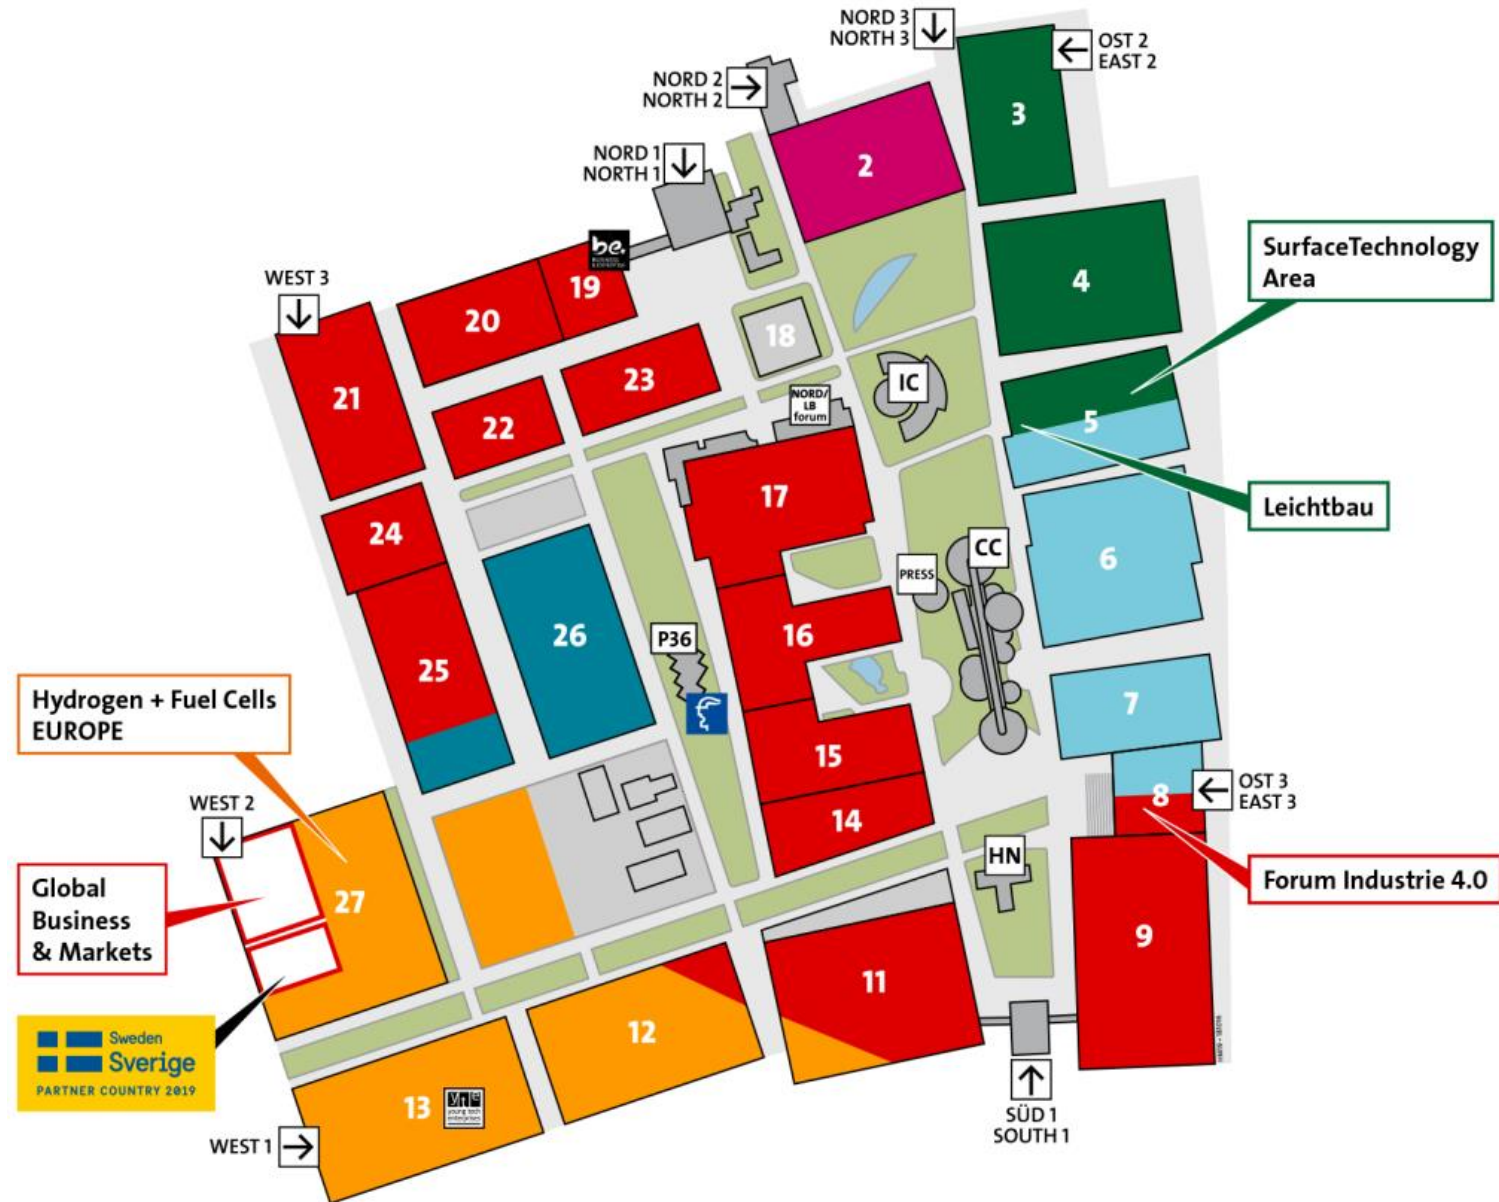 NORD 3
NORTH 3
OST 2
EAST 2
NORD 2
NORTH 2
3
NORD 1
NORTH 1
2
be.
WEST 3
19
SurfaceTechnology
Area
4
20
18
23
21
IC
NORD/
LB
forum
5
22
17
Leichtbau
24
CC
PRESS
6
26
16
P36
25
Hydrogen + Fuel Cells
EUROPE
7
15
WEST 2
8
OST 3
EAST 3
14
HN
Global
Business
& Markets
27
Forum Industrie 4.0
9
11
12
Sweden
Sverige
PARTNER COUNTRY 2019
13
young tech
enterprises
WEST 1
SÜD 1
SOUTH 1